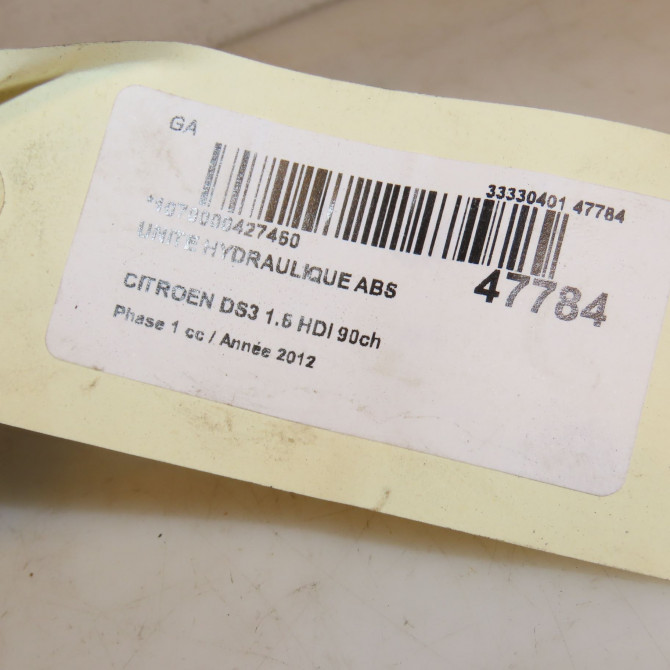 GA
33330401 47784
UNITE HYDRAULIQUE ABS
47784
CITROEN DS3 1.6 HDI 90ch
Phase 1 cc / Année 2012